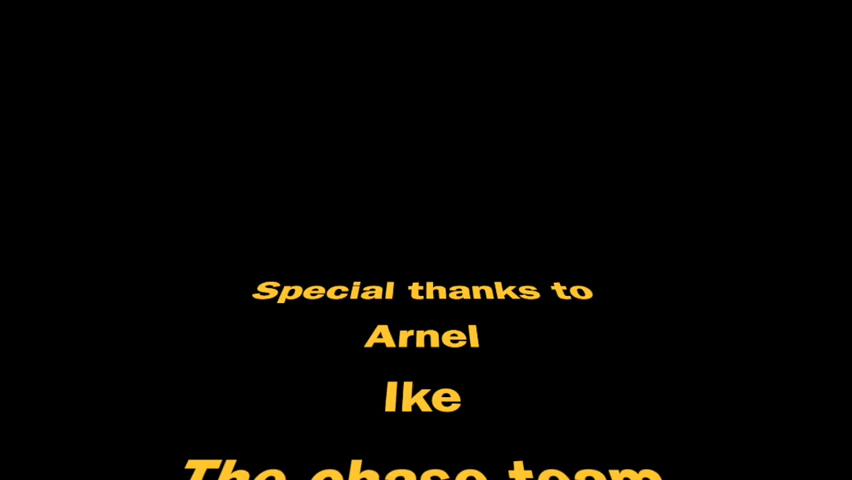 Special thanks to
Arnel
Ike
The chase team